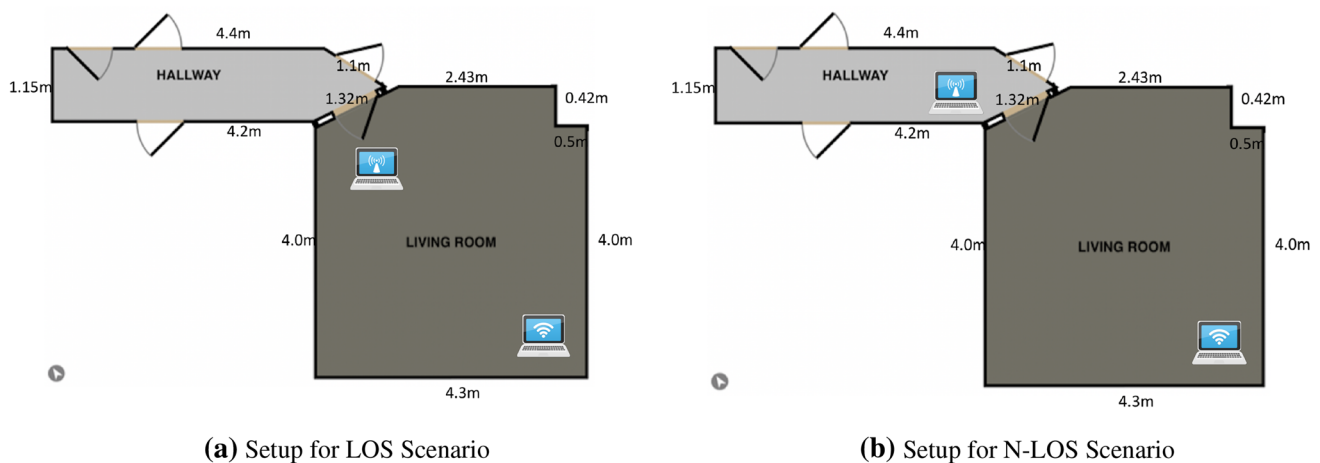 4.4m
1.15m
HALLWAY
1.1m
2.43m
1.32m
0.42m
4.2m
0.5m
4.0m
LIVING ROOM
4.0m
4.3m
(a) Setup for LOS Scenario
4.4m
1.15m
HALLWAY
1.1m
2.43m
1.32m
0.42m
4.2m
0.5m
4.0m
LIVING ROOM
4.0m
4.3m
(b) Setup for N-LOS Scenario